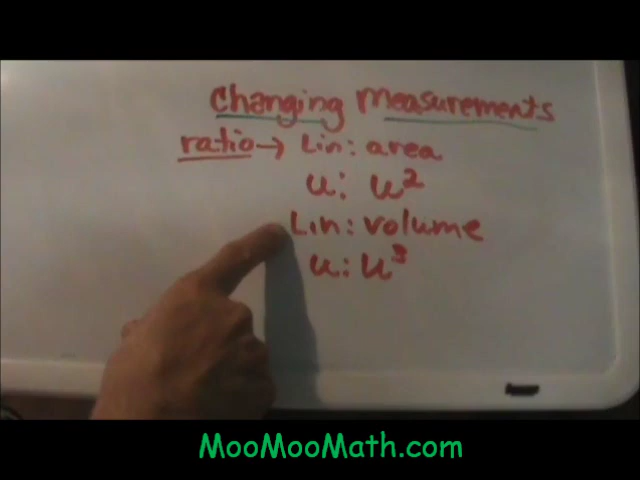 changing measurements
ratio → Lin: area
u: u²
Lin: volume
u: u³
MooMooMath.com